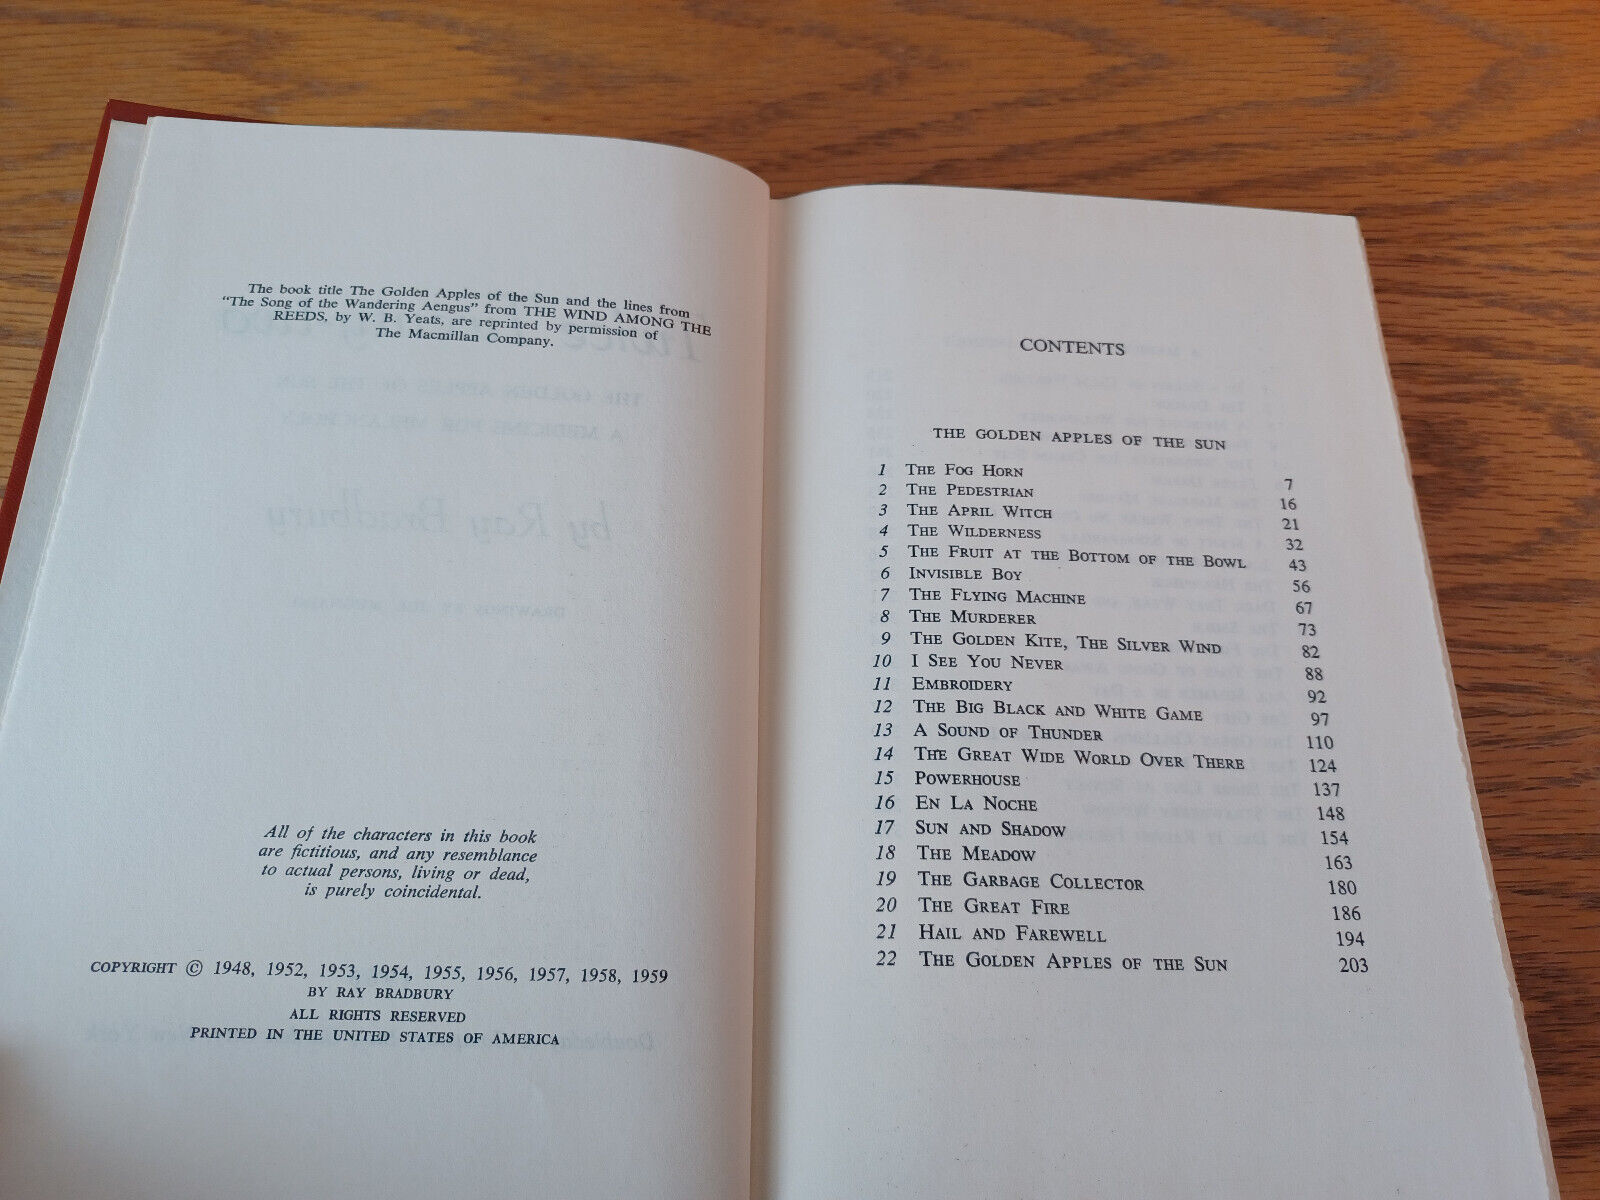 The book title The Golden Apples of the Sun and the lines from
"The Song of the Wandering Aengus" from THE WIND AMONG THE
REEDS, by W. B. Yeats, are reprinted by permission of
The Macmillan Company.
All of the characters in this book
are fictitious, and any resemblance
to actual persons, living or dead,
is purely coincidental.
COPYRIGHT © 1948, 1952, 1953, 1954, 1955, 1956, 1957, 1958, 1959
BY RAY BRADBURY
ALL RIGHTS RESERVED
PRINTED IN THE UNITED STATES OF AMERICA
CONTENTS
THE GOLDEN APPLES OF THE SUN
1 The Fog Horn 7
2 The Pedestrian 16
3 The April Witch 21
4 The Wilderness 32
5 The Fruit at the Bottom of the Bowl 43
6 Invisible Boy 56
7 The Flying Machine 67
8 The Murderer 73
9 The Golden Kite, The Silver Wind 82
10 I See You Never 88
11 Embroidery 92
12 The Big Black and White Game 97
13 A Sound of Thunder 110
14 The Great Wide World Over There 124
15 Powerhouse 137
16 En La Noche 148
17 Sun and Shadow 154
18 The Meadow 163
19 The Garbage Collector 180
20 The Great Fire 186
21 Hail and Farewell 194
22 The Golden Apples of the Sun 203